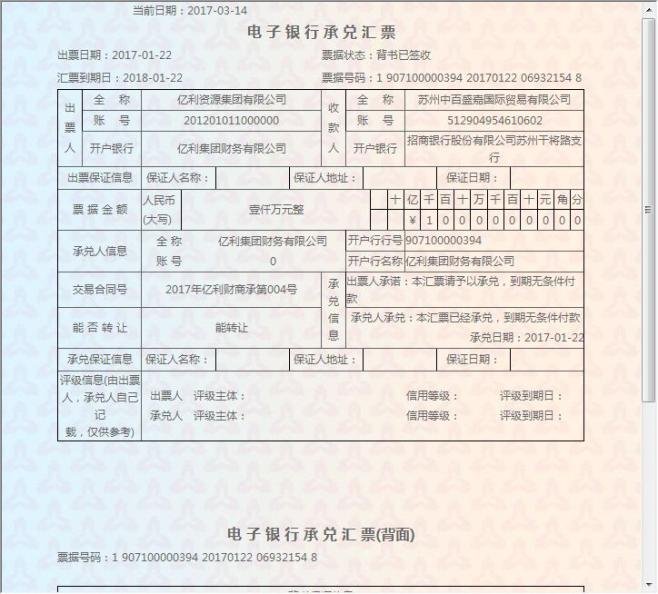 当前日期：2017-03-14
电子银行承兑汇票
出票日期：2017-01-22 票据状态：背书已签收
汇票到期日：2018-01-22 票据号码：1 907100000394 20170122 06932154 8
出票人 全 称 亿利资源集团有限公司 收款人 全 称 苏州中百盛嘉国际贸易有限公司
账 号 201201011000000 账 号 512904954610602
开户银行 亿利集团财务有限公司 开户银行 招商银行股份有限公司苏州干将路支
行
出票保证信息 保证人名称： 保证人地址： 保证日期：
票据金额 人民币 壹仟万元整 十 亿 千 百 十 万 千 百 十 元 角 分
(大写) ¥ 1 0 0 0 0 0 0 0 0 0
承兑人信息 全 称 亿利集团财务有限公司 开户行行号 907100000394
账 号 0 开户行名称 亿利集团财务有限公司
交易合同号 2017年亿利财商承第004号 承兑信息 出票人承诺：本汇票请予以承兑，到期无条件付
款
能否转让 能转让 承兑人承兑：本汇票已经承兑，到期无条件付款
承兑日期：2017-01-22
承兑保证信息 保证人名称： 保证人地址： 保证日期：
评级信息(由出票
人，承兑人自己
记
载，仅供参考)
出票人 评级主体： 信用等级： 评级到期日：
承兑人 评级主体： 信用等级： 评级到期日：
电子银行承兑汇票(背面)
票据号码：1 907100000394 20170122 06932154 8